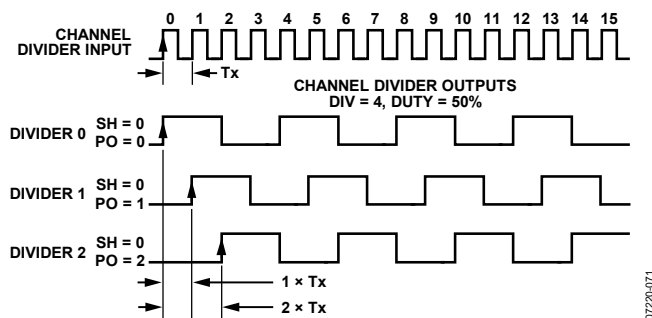 0 1 2 3 4 5 6 7 8 9 10 11 12 13 14 15
CHANNEL
DIVIDER INPUT
Tx
CHANNEL DIVIDER OUTPUTS
DIV = 4, DUTY = 50%
DIVIDER 0
SH = 0
PO = 0
DIVIDER 1
SH = 0
PO = 1
DIVIDER 2
SH = 0
PO = 2
1 × Tx
2 × Tx
07220-071